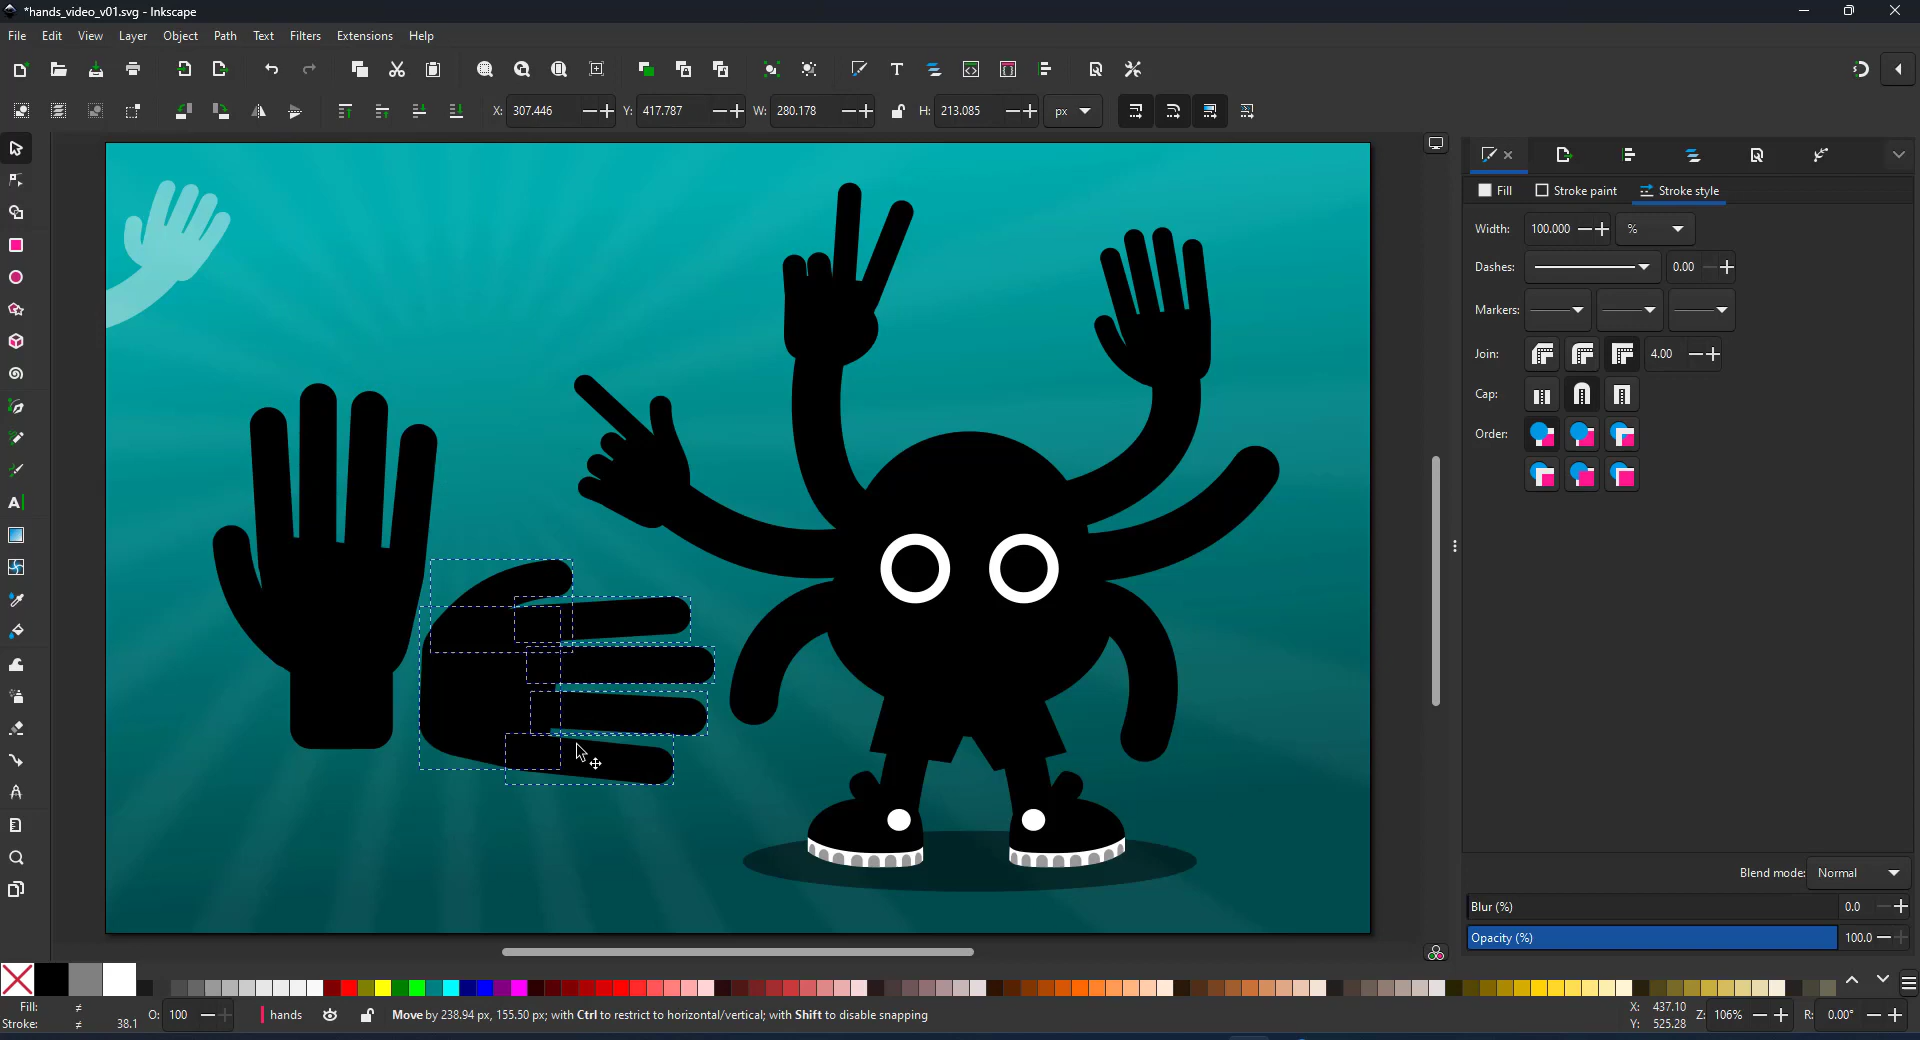 *hands_video_v01.svg - Inkscape
File Edit View Layer Object Path Text Filters Extensions Help
X: 307.446 Y: 417.787 W: 280.178 H: 213.085 px
Fill Stroke paint Stroke style
Width: 100.000 %
Dashes: 0.00
Markers:
Join: 4.00
Cap:
Order:
Blend mode: Normal
Blur (%) 0.0
Opacity (%) 100.0
Fill: ≠
Stroke: ≠ 38.1
O: 100
hands
Move by 238.94 px, 155.50 px; with Ctrl to restrict to horizontal/vertical; with Shift to disable snapping
X: 437.10
Y: 525.28
Z: 106%
R: 0.00°